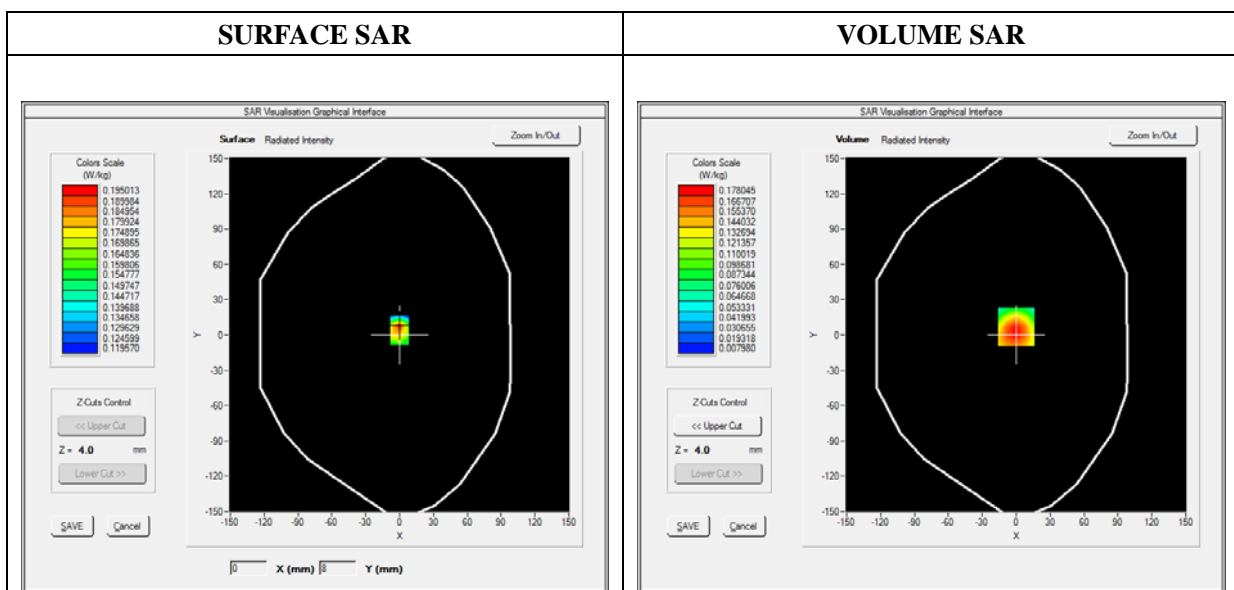 SURFACE SAR
VOLUME SAR
SAR Visualisation Graphical Interface
Surface Radiated Intensity
Zoom In/Out
Colors Scale
(W/kg)
0.195013
0.189984
0.184954
0.179924
0.174895
0.169865
0.164836
0.159806
0.154777
0.149747
0.144717
0.139688
0.134658
0.129629
0.124599
0.119570
Z-Cuts Control
<< Upper Cut
Z = 4.0 mm
Lower Cut >>
SAVE Cancel
150
120
90
60
30
0
-30
-60
-90
-120
-150
Y
-150 -120 -90 -60 -30 0 30 60 90 120 150
X
0 X (mm) 8 Y (mm)
SAR Visualisation Graphical Interface
Volume Radiated Intensity
Zoom In/Out
Colors Scale
(W/kg)
0.178045
0.166707
0.155370
0.144032
0.132694
0.121357
0.110019
0.098681
0.087344
0.076006
0.064668
0.053331
0.041993
0.030655
0.019318
0.007980
Z-Cuts Control
<< Upper Cut
Z = 4.0 mm
Lower Cut >>
SAVE Cancel
150
120
90
60
30
0
-30
-60
-90
-120
-150
Y
-150 -120 -90 -60 -30 0 30 60 90 120 150
X